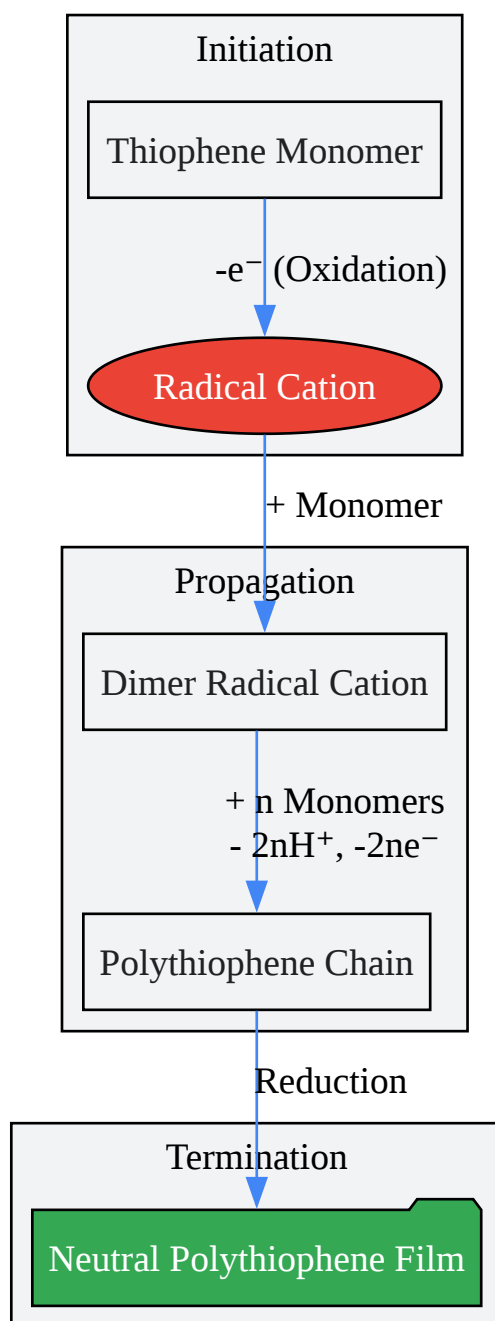 Initiation
Thiophene Monomer
-e⁻ (Oxidation)
Radical Cation
+ Monomer
Propagation
Dimer Radical Cation
+ n Monomers
- 2nH⁺, -2ne⁻
Polythiophene Chain
Reduction
Termination
Neutral Polythiophene Film